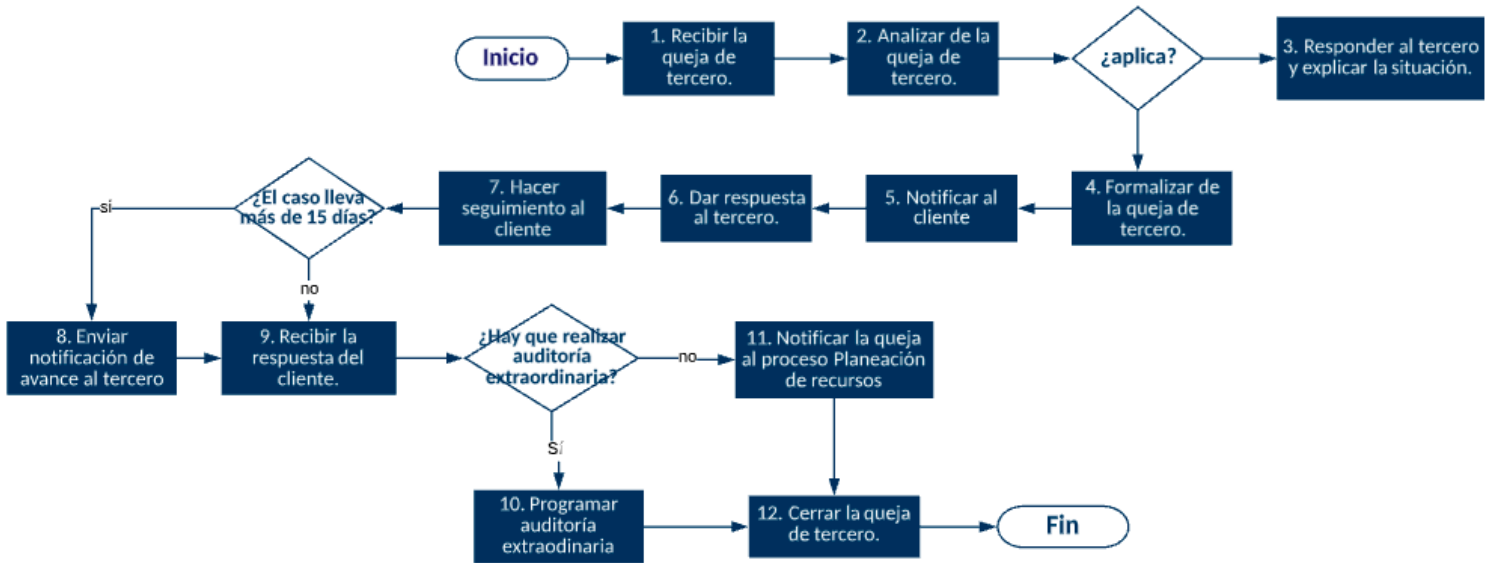 Inicio
1. Recibir la
queja de
tercero.
2. Analizar de la
queja de
tercero.
¿aplica?
3. Responder al tercero
y explicar la situación.
4. Formalizar de
la queja de
tercero.
5. Notificar al
cliente
6. Dar respuesta
al tercero.
7. Hacer
seguimiento al
cliente
¿El caso lleva
más de 15 días?
si
no
8. Enviar
notificación de
avance al tercero
9. Recibir la
respuesta del
cliente.
¿Hay que realizar
auditoría
extraordinaria?
no
Sí
11. Notificar la queja
al proceso Planeación
de recursos
10. Programar
auditoría
extraodinaria
12. Cerrar la queja
de tercero.
Fin